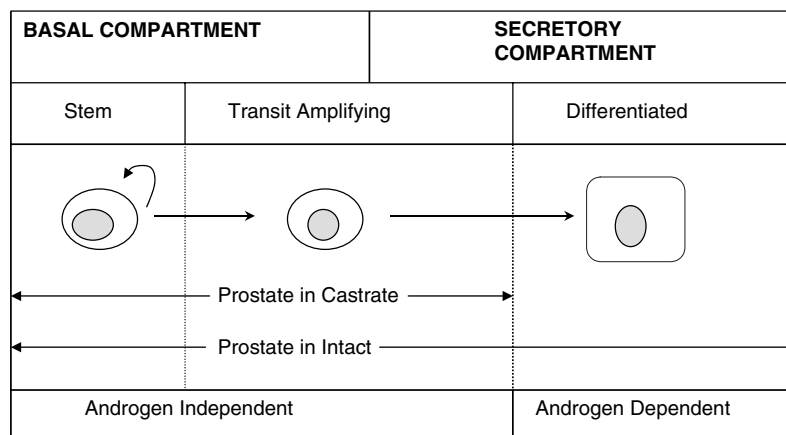 BASAL COMPARTMENT
SECRETORY
COMPARTMENT
Stem
Transit Amplifying
Differentiated
Prostate in Castrate
Prostate in Intact
Androgen Independent
Androgen Dependent